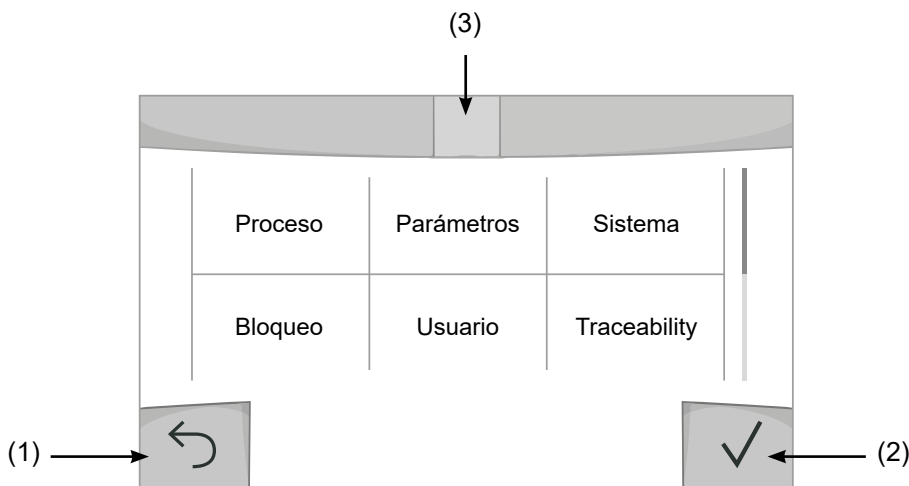 (3)
Proceso Parámetros Sistema
Bloqueo Usuario Traceability
(1) (2)